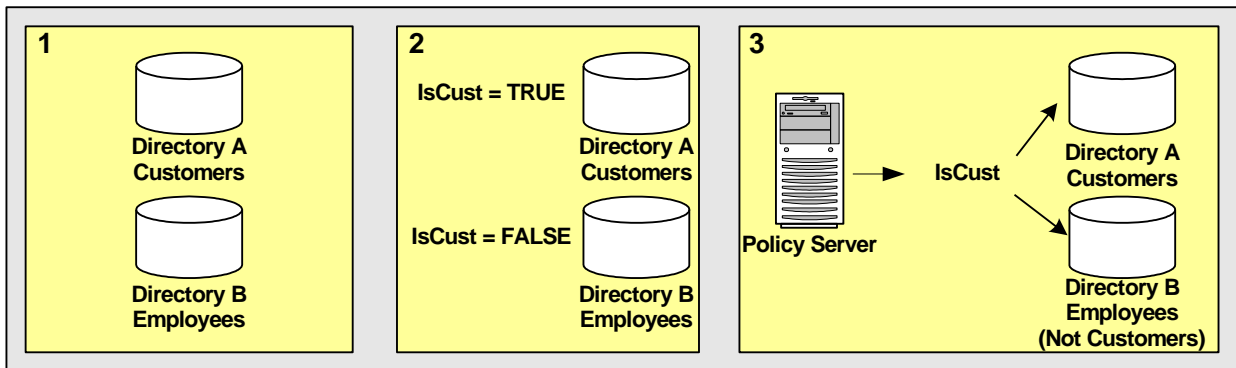 1
Directory A
Customers
Directory B
Employees
2
IsCust = TRUE
Directory A
Customers
IsCust = FALSE
Directory B
Employees
3
Policy Server
IsCust
Directory A
Customers
Directory B
Employees
(Not Customers)